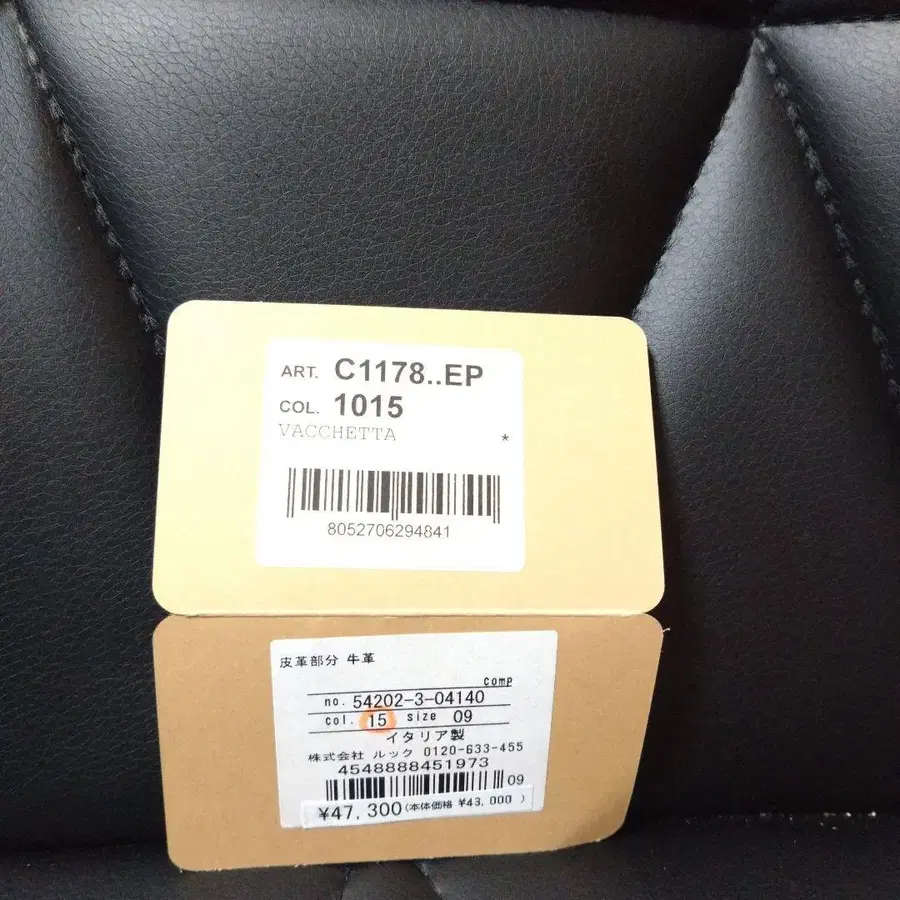 ART. C1178..EP
COL. 1015
VACCHETTA *
8052706294841
皮革部分 牛革
comp
no. 54202-3-04140
col. 15 size 09
イタリア製
株式会社 ルック 0120-633-455
4548888451973
09
¥47,300(本体価格 ¥43,000 )